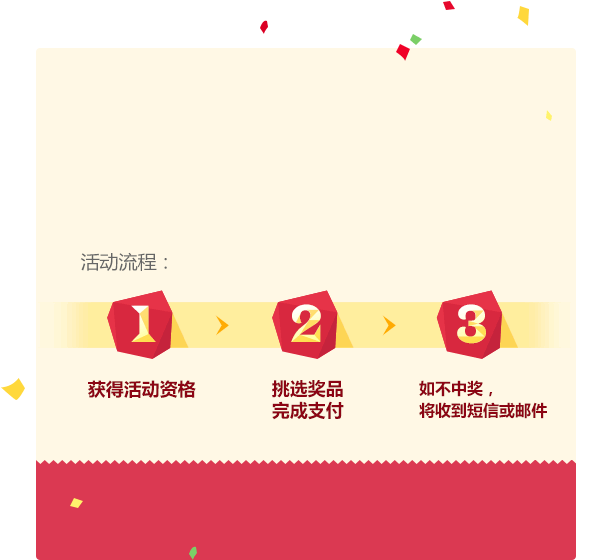 活动流程：
1
2
3
获得活动资格
挑选奖品
完成支付
如不中奖，
将收到短信或邮件